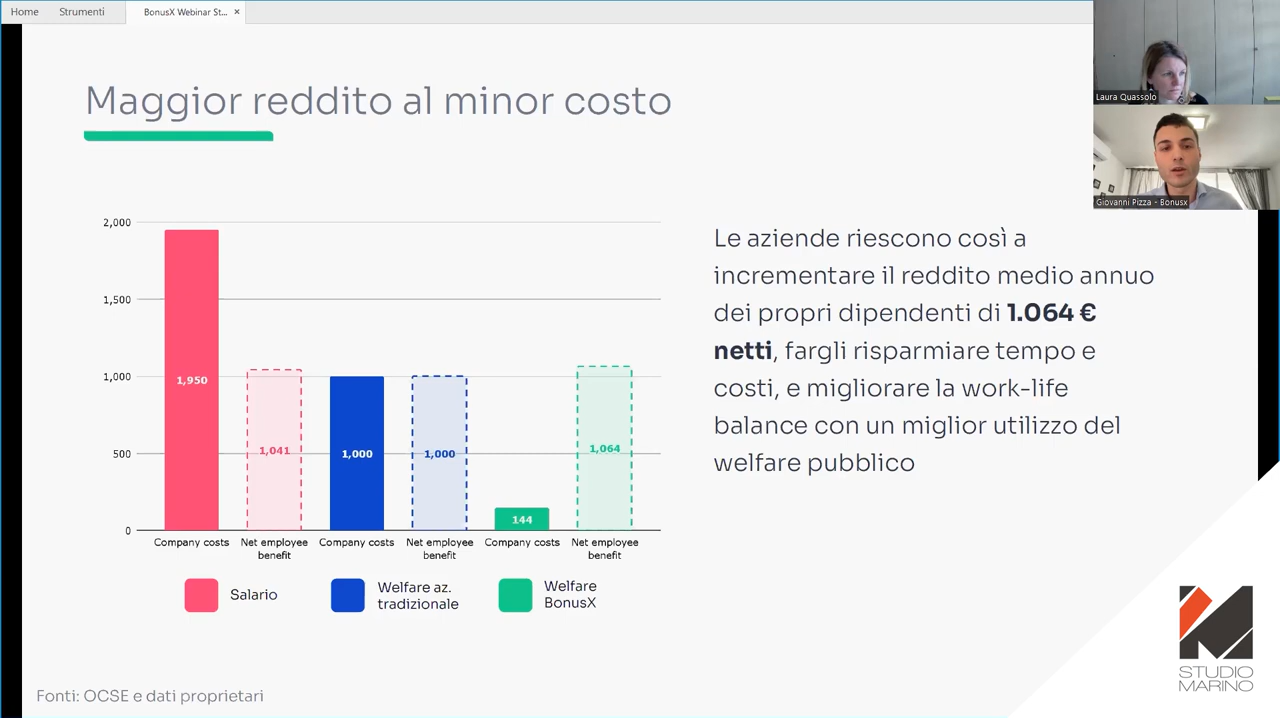 Home
Strumenti
BonusX Webinar St... ×
Laura Quassolo
Giovanni Pizza - Bonusx
Maggior reddito al minor costo
2,000
1,500
1,000
500
0
1,950
1,041
1,000
1,000
144
1,064
Company costs
Net employee
benefit
Company costs
Net employee
benefit
Company costs
Net employee
benefit
Salario
Welfare az.
tradizionale
Welfare
BonusX
Le aziende riescono così a
incrementare il reddito medio annuo
dei propri dipendenti di 1.064 €
netti, fargli risparmiare tempo e
costi, e migliorare la work-life
balance con un miglior utilizzo del
welfare pubblico
STUDIO
MARINO
Fonti: OCSE e dati proprietari